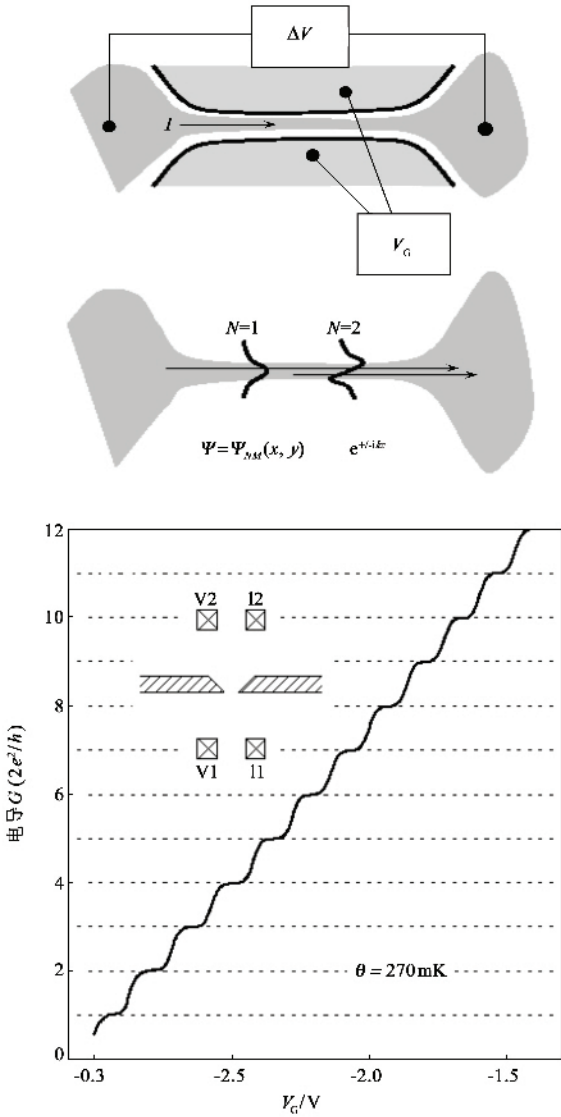 ΔV
I
V_G
N=1 N=2
Ψ=Ψ_NM(x, y) e^+/-ikx
12
10
8
6
4
2
0
电导G(2e²/h)
V2 I2
V1 I1
θ = 270mK
-0.3 -2.5 -2.0 -1.5
V_G/V